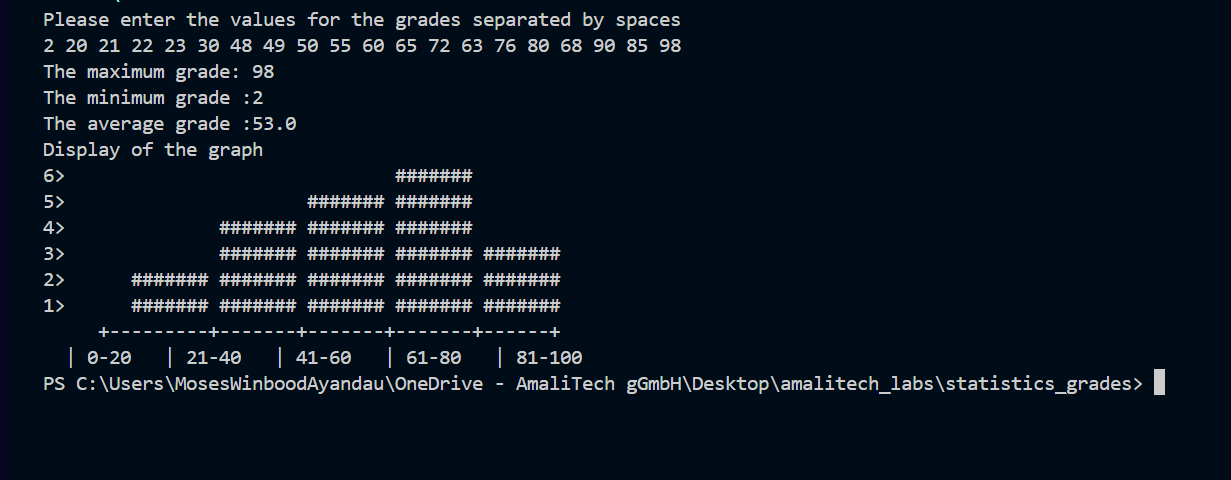 Please enter the values for the grades separated by spaces
2 20 21 22 23 30 48 49 50 55 60 65 72 63 76 80 68 90 85 98
The maximum grade: 98
The minimum grade :2
The average grade :53.0
Display of the graph
6>                              #######
5>                      ####### #######
4>              ####### ####### #######
3>              ####### ####### ####### #######
2>      ####### ####### ####### ####### #######
1>      ####### ####### ####### ####### #######
     +---------+-------+-------+-------+------+
  | 0-20   | 21-40   | 41-60   | 61-80   | 81-100
PS C:\Users\MosesWinboodAyandau\OneDrive - AmaliTech gGmbH\Desktop\amalitech_labs\statistics_grades>